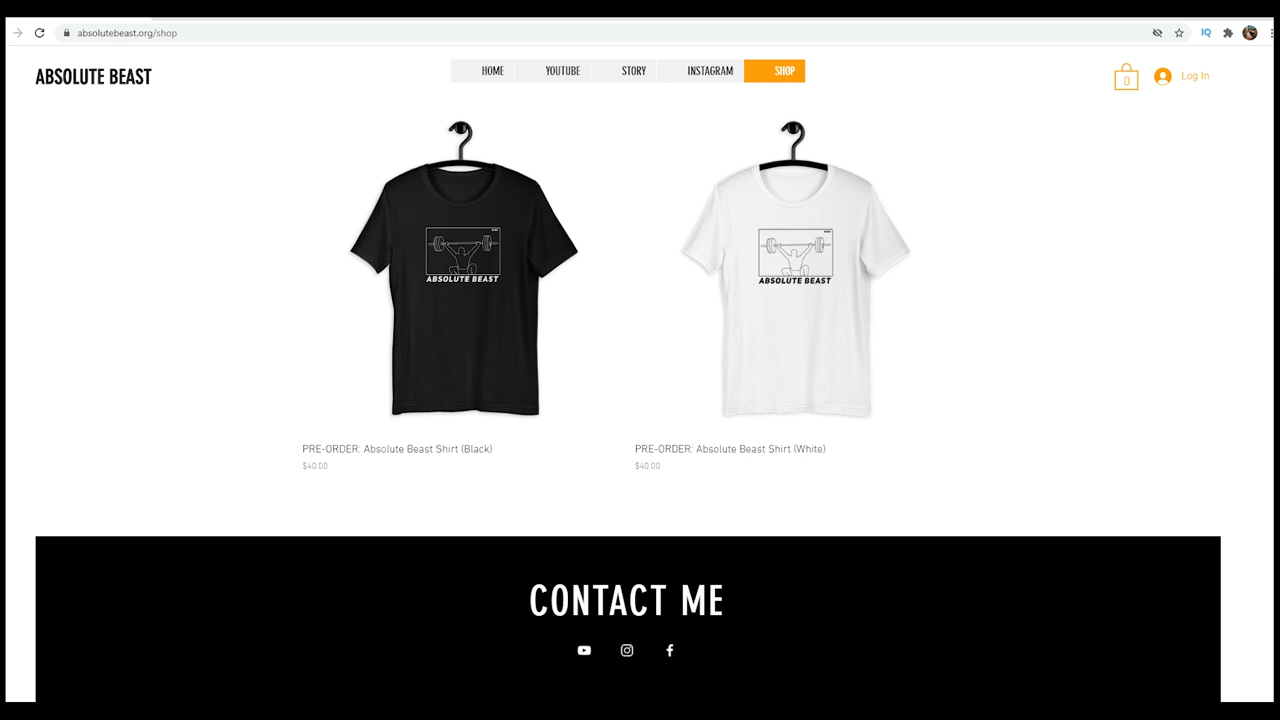 absolutebeast.org/shop
IQ
ABSOLUTE BEAST
HOME YOUTUBE STORY INSTAGRAM SHOP
0 Log In
ABSOLUTE BEAST
ABSOLUTE BEAST
PRE-ORDER: Absolute Beast Shirt (Black)
$40.00
PRE-ORDER: Absolute Beast Shirt (White)
$40.00
CONTACT ME